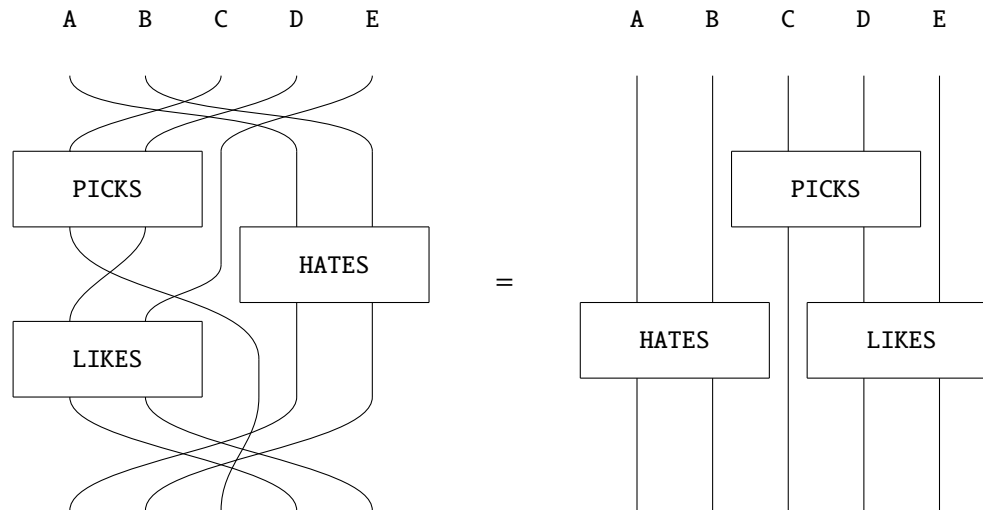 A B C D E A B C D E
PICKS PICKS
HATES
=
HATES LIKES
LIKES